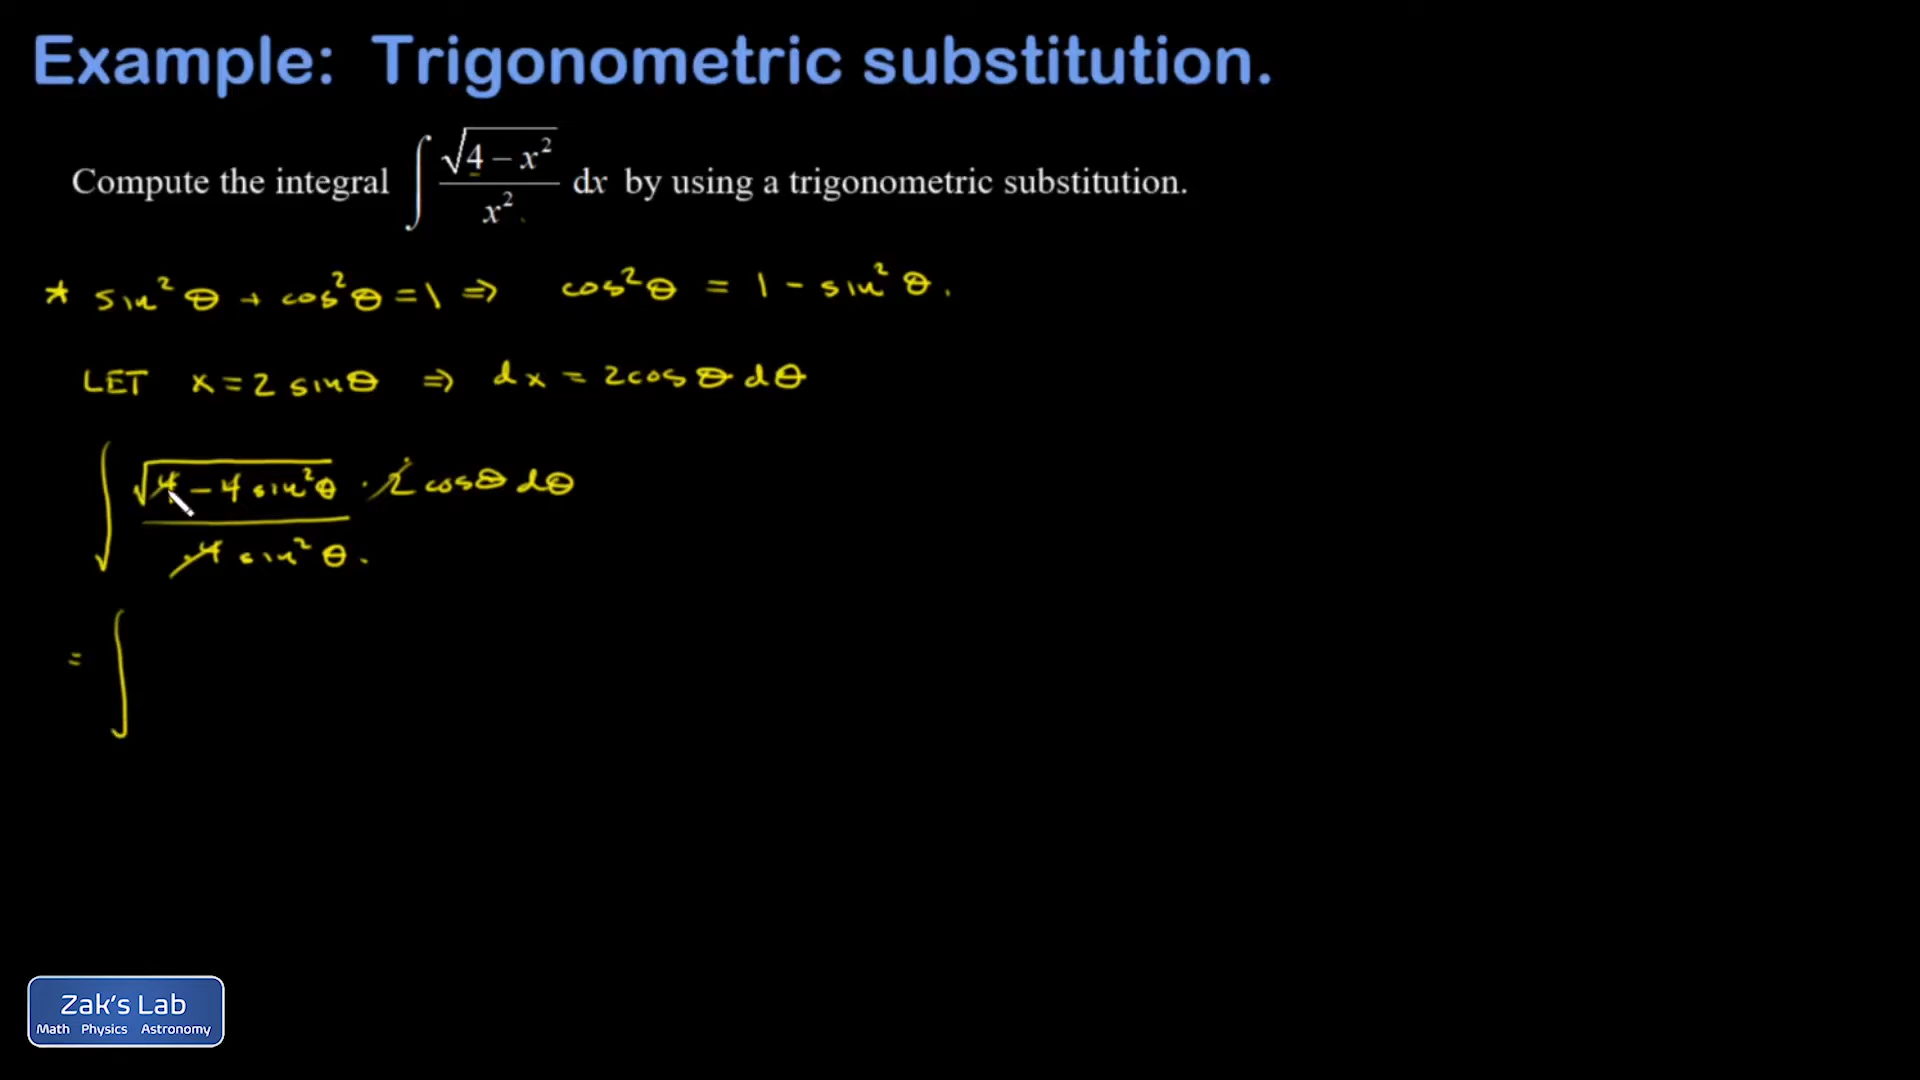 Example: Trigonometric substitution.
Compute the integral ∫ √(4 − x²) / x² dx by using a trigonometric substitution.
* sin²θ + cos²θ = 1 ⇒ cos²θ = 1 − sin²θ.
LET x = 2 sinθ ⇒ dx = 2cosθ dθ
∫ √(4 − 4 sin²θ) / 4 sin²θ · 2 cosθ dθ
= ∫
Zak's Lab
Math Physics Astronomy